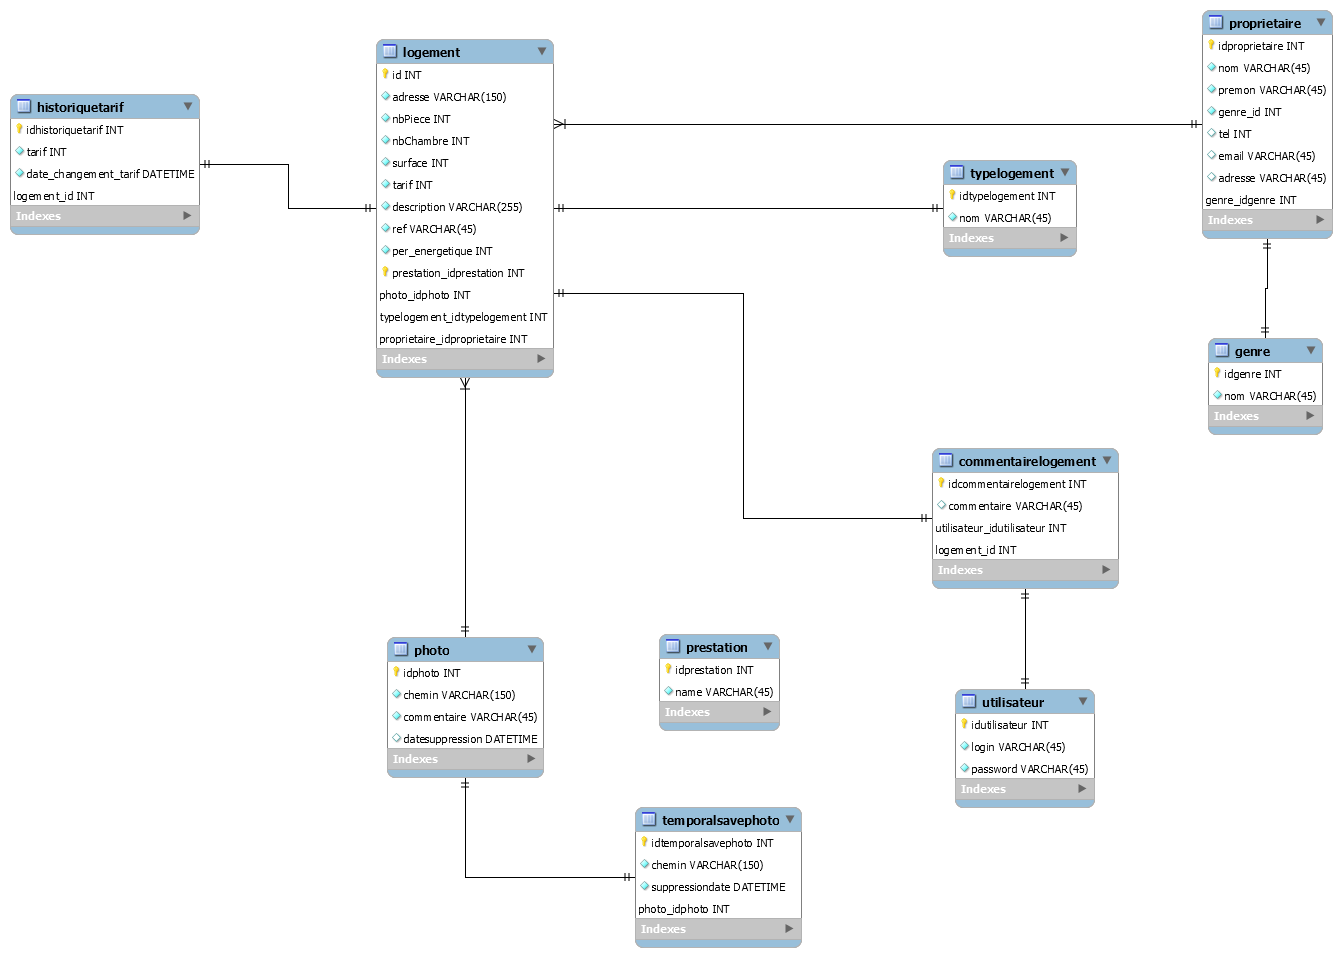 historiquetarif
idhistoriquetarif INT
tarif INT
date_changement_tarif DATETIME
logement_id INT
Indexes
logement
id INT
adresse VARCHAR(150)
nbPiece INT
nbChambre INT
surface INT
tarif INT
description VARCHAR(255)
ref VARCHAR(45)
per_energetique INT
prestation_idprestation INT
photo_idphoto INT
typelogement_idtypelogement INT
proprietaire_idproprietaire INT
Indexes
proprietaire
idproprietaire INT
nom VARCHAR(45)
premon VARCHAR(45)
genre_id INT
tel INT
email VARCHAR(45)
adresse VARCHAR(45)
genre_idgenre INT
Indexes
typelogement
idtypelogement INT
nom VARCHAR(45)
Indexes
genre
idgenre INT
nom VARCHAR(45)
Indexes
commentairelogement
idcommentairelogement INT
commentaire VARCHAR(45)
utilisateur_idutilisateur INT
logement_id INT
Indexes
photo
idphoto INT
chemin VARCHAR(150)
commentaire VARCHAR(45)
datesuppression DATETIME
Indexes
prestation
idprestation INT
name VARCHAR(45)
Indexes
utilisateur
idutilisateur INT
login VARCHAR(45)
password VARCHAR(45)
Indexes
temporalsavephoto
idtemporalsavephoto INT
chemin VARCHAR(150)
suppressiondate DATETIME
photo_idphoto INT
Indexes